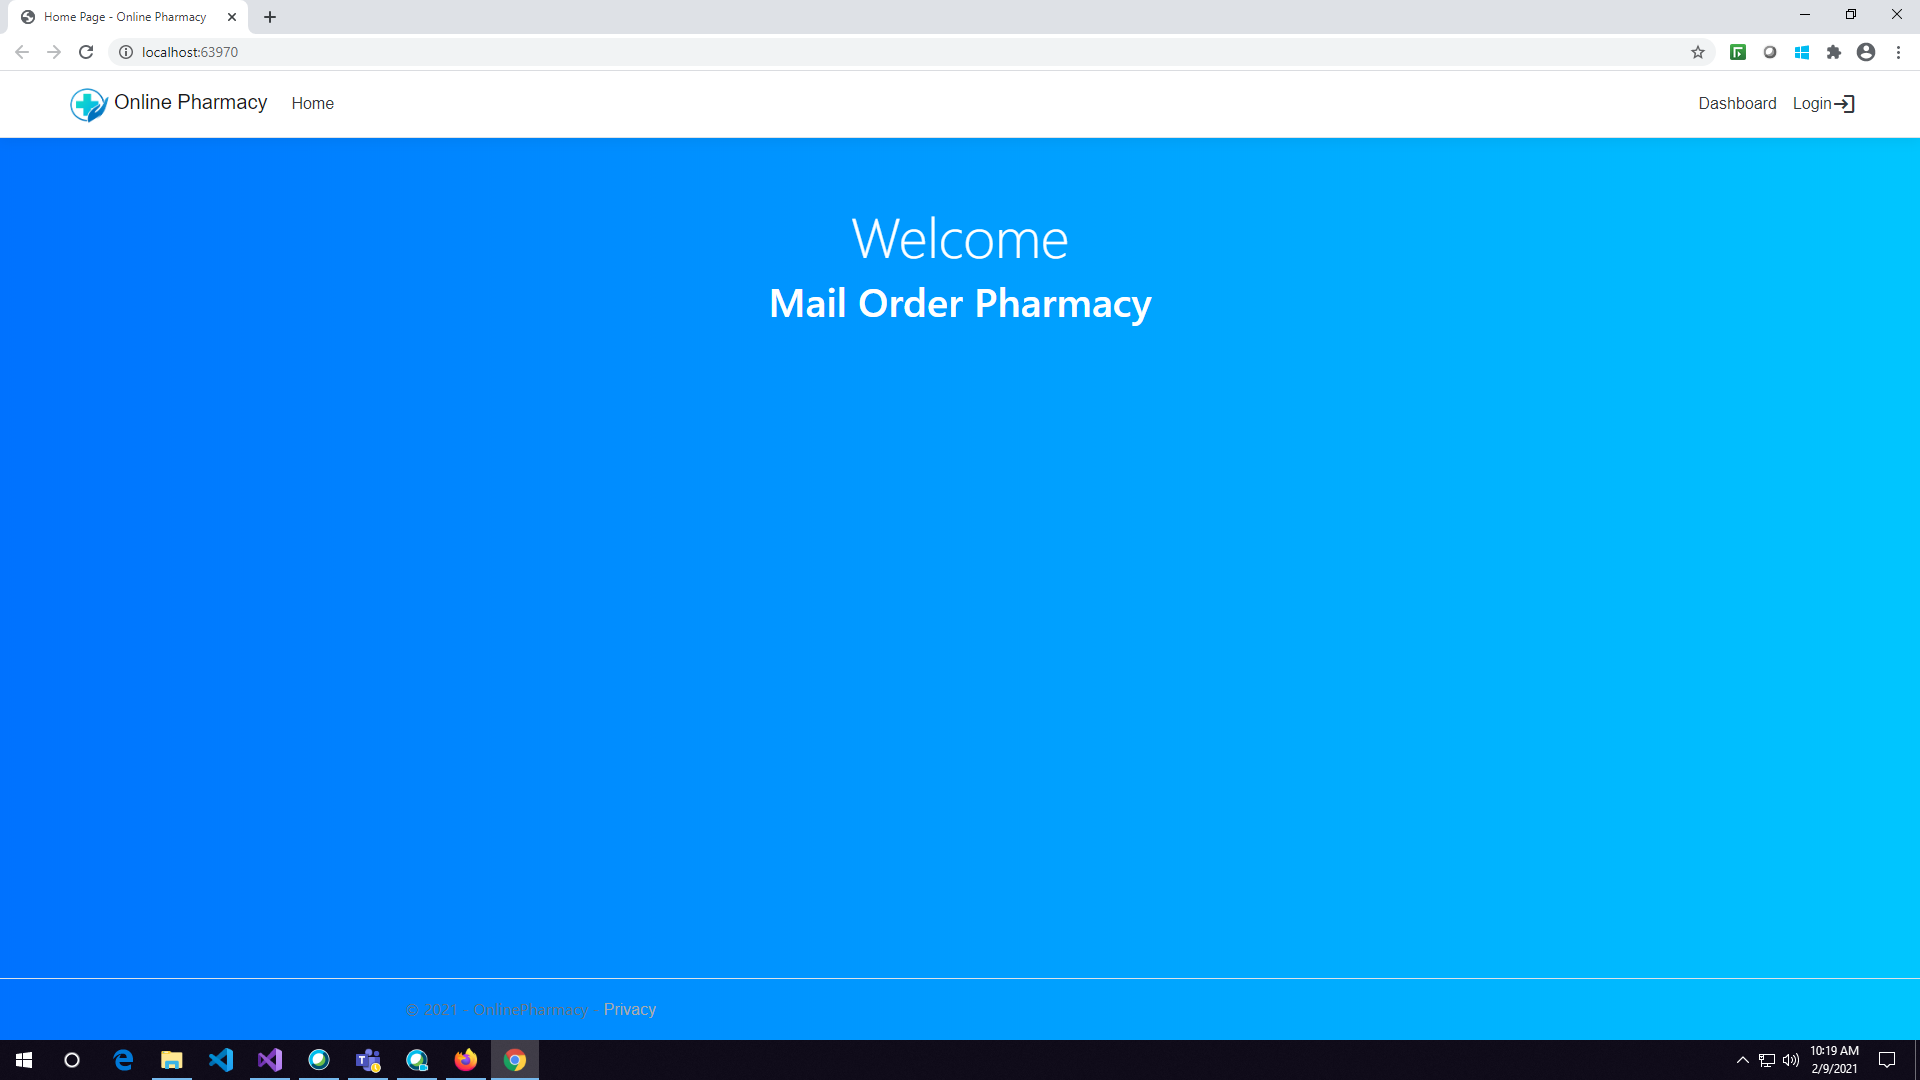 Home Page - Online Pharmacy
localhost:63970
Online Pharmacy Home Dashboard Login
Welcome
Mail Order Pharmacy
© 2021 - OnlinePharmacy - Privacy
10:19 AM
2/9/2021